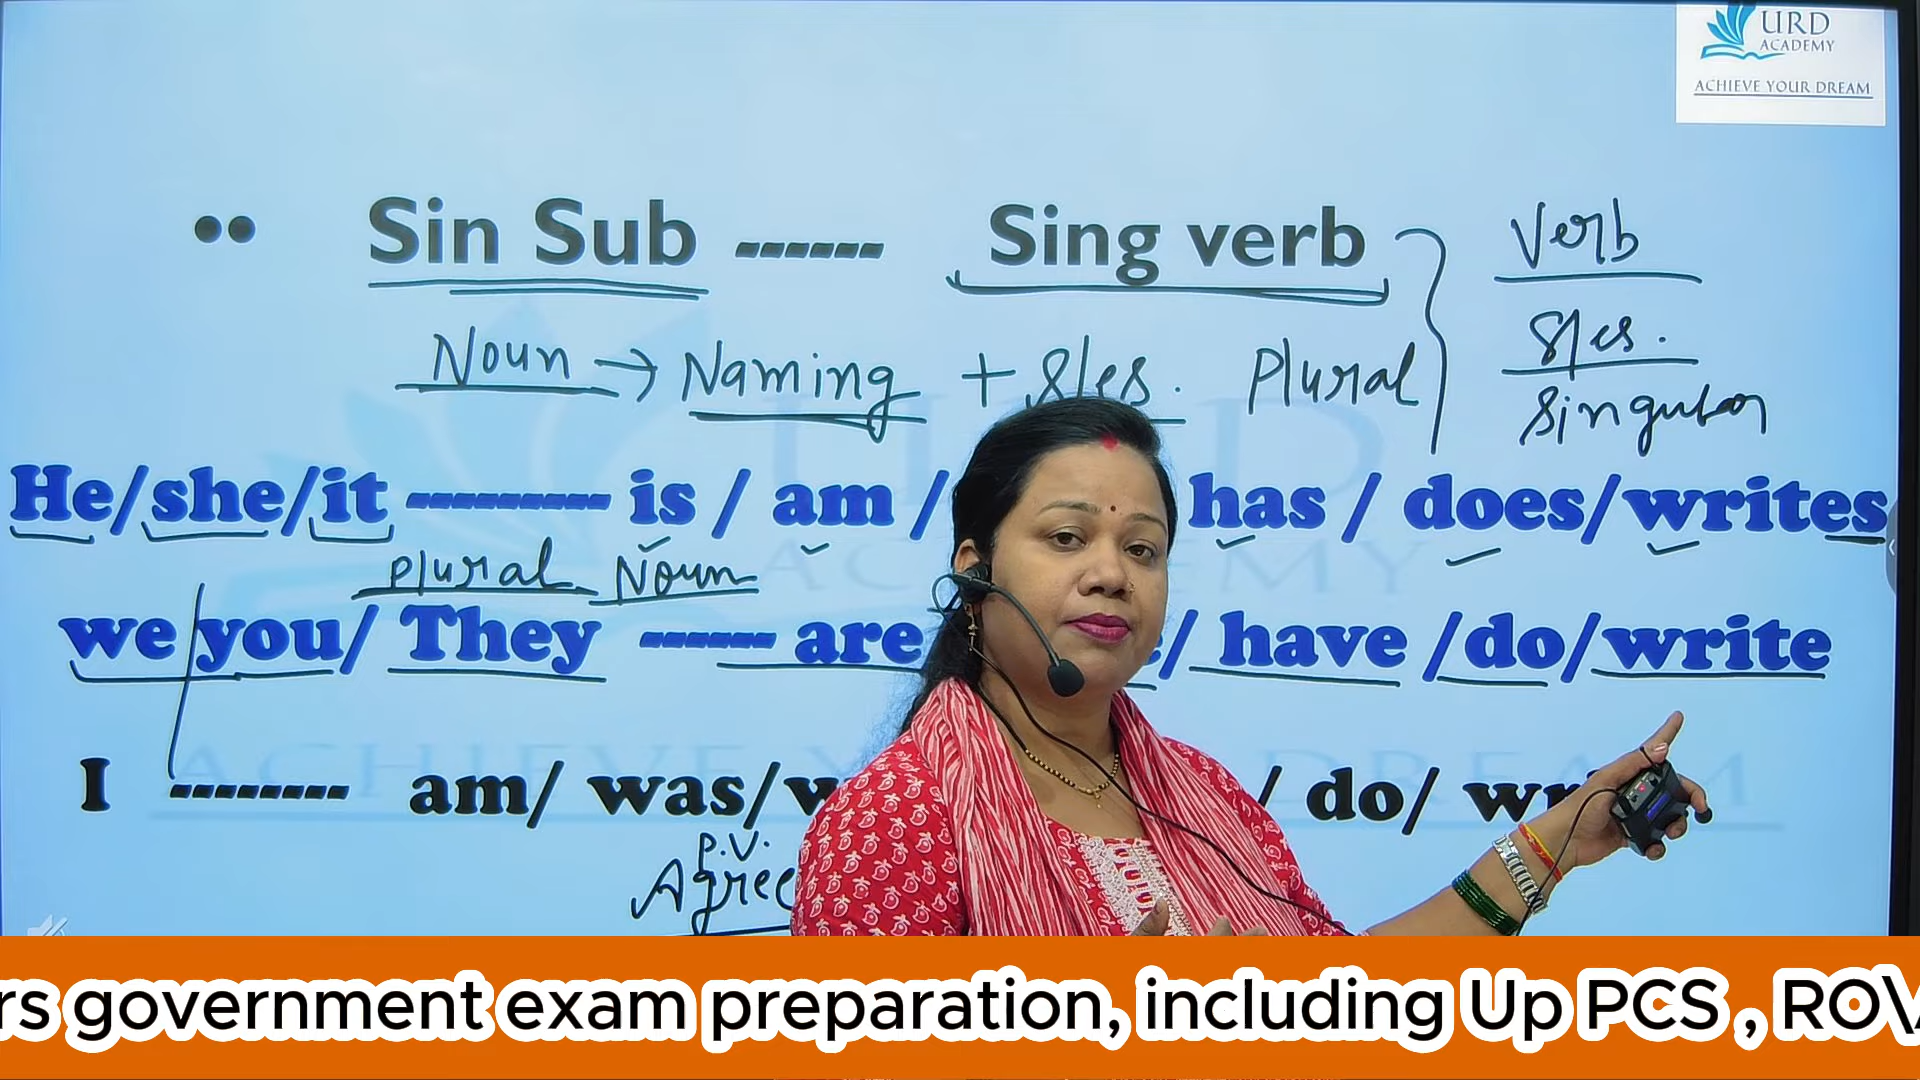 URD
ACADEMY
ACHIEVE YOUR DREAM
•• Sin Sub ------ Sing verb
Verb
s/es.
Singular
Noun → Naming + s/es. Plural
He/she/it ---------- is / am / has / does/writes
Plural Noun
we you/ They ------ are / have /do/write
I -------- am/ was/ / do/
P.V.
Agree
rs government exam preparation, including Up PCS , RO\